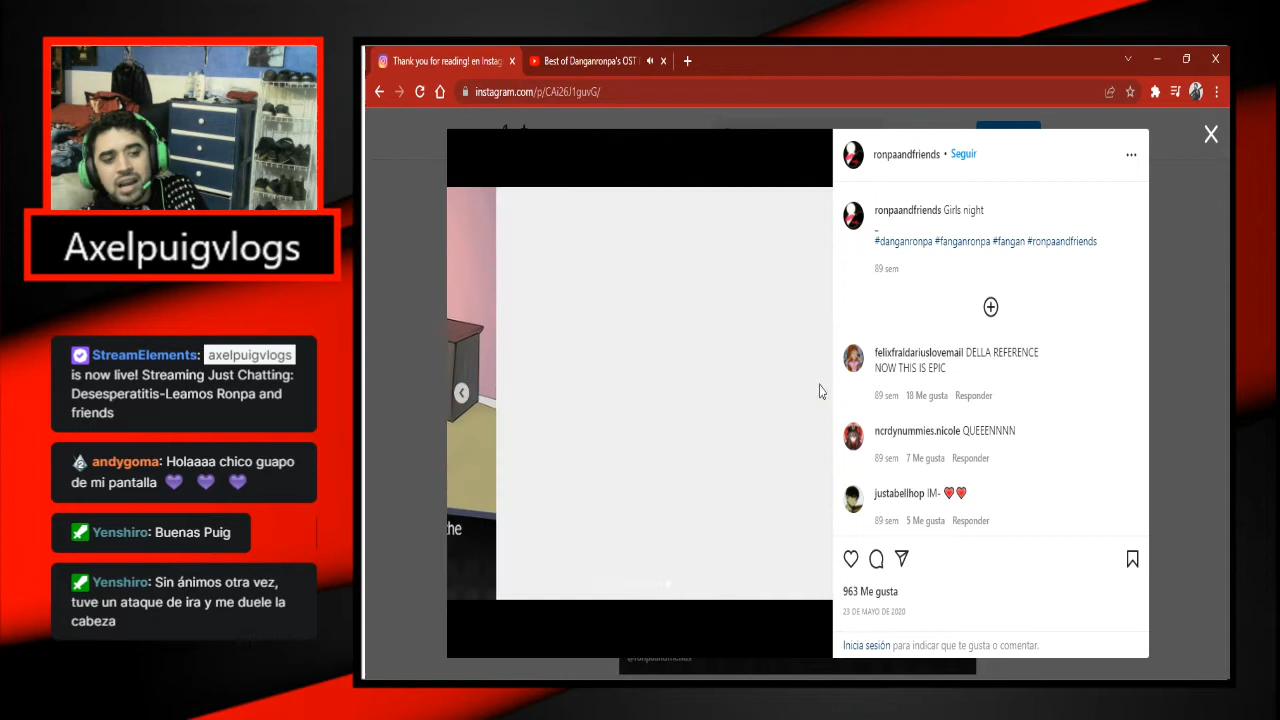 Axelpuigvlogs
StreamElements: axelpuigvlogs
is now live! Streaming Just Chatting:
Desesperatitis-Leamos Ronpa and
friends
andygoma: Holaaaa chico guapo
de mi pantalla
Yenshiro: Buenas Puig
Yenshiro: Sin ánimos otra vez,
tuve un ataque de ira y me duele la
cabeza
Thank you for reading! en Instag
Best of Danganronpa's OST
instagram.com/p/CAi26J1guvG/
he
ronpaandfriends • Seguir
ronpaandfriends Girls night
_
#danganronpa #fanganronpa #fangan #ronpaandfriends
89 sem
felixfraldariuslovemail DELLA REFERENCE
NOW THIS IS EPIC
89 sem 18 Me gusta Responder
ncrdynummies.nicole QUEEENNNN
89 sem 7 Me gusta Responder
justabellhop IM-
89 sem 5 Me gusta Responder
963 Me gusta
23 DE MAYO DE 2020
Inicia sesión para indicar que te gusta o comentar.